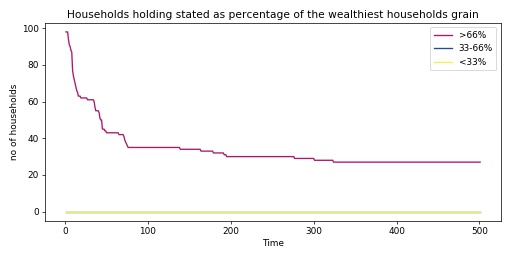 Households holding stated as percentage of the wealthiest households grain
>66%
33-66%
<33%
no of households
100
80
60
40
20
0
0 100 200 300 400 500
Time